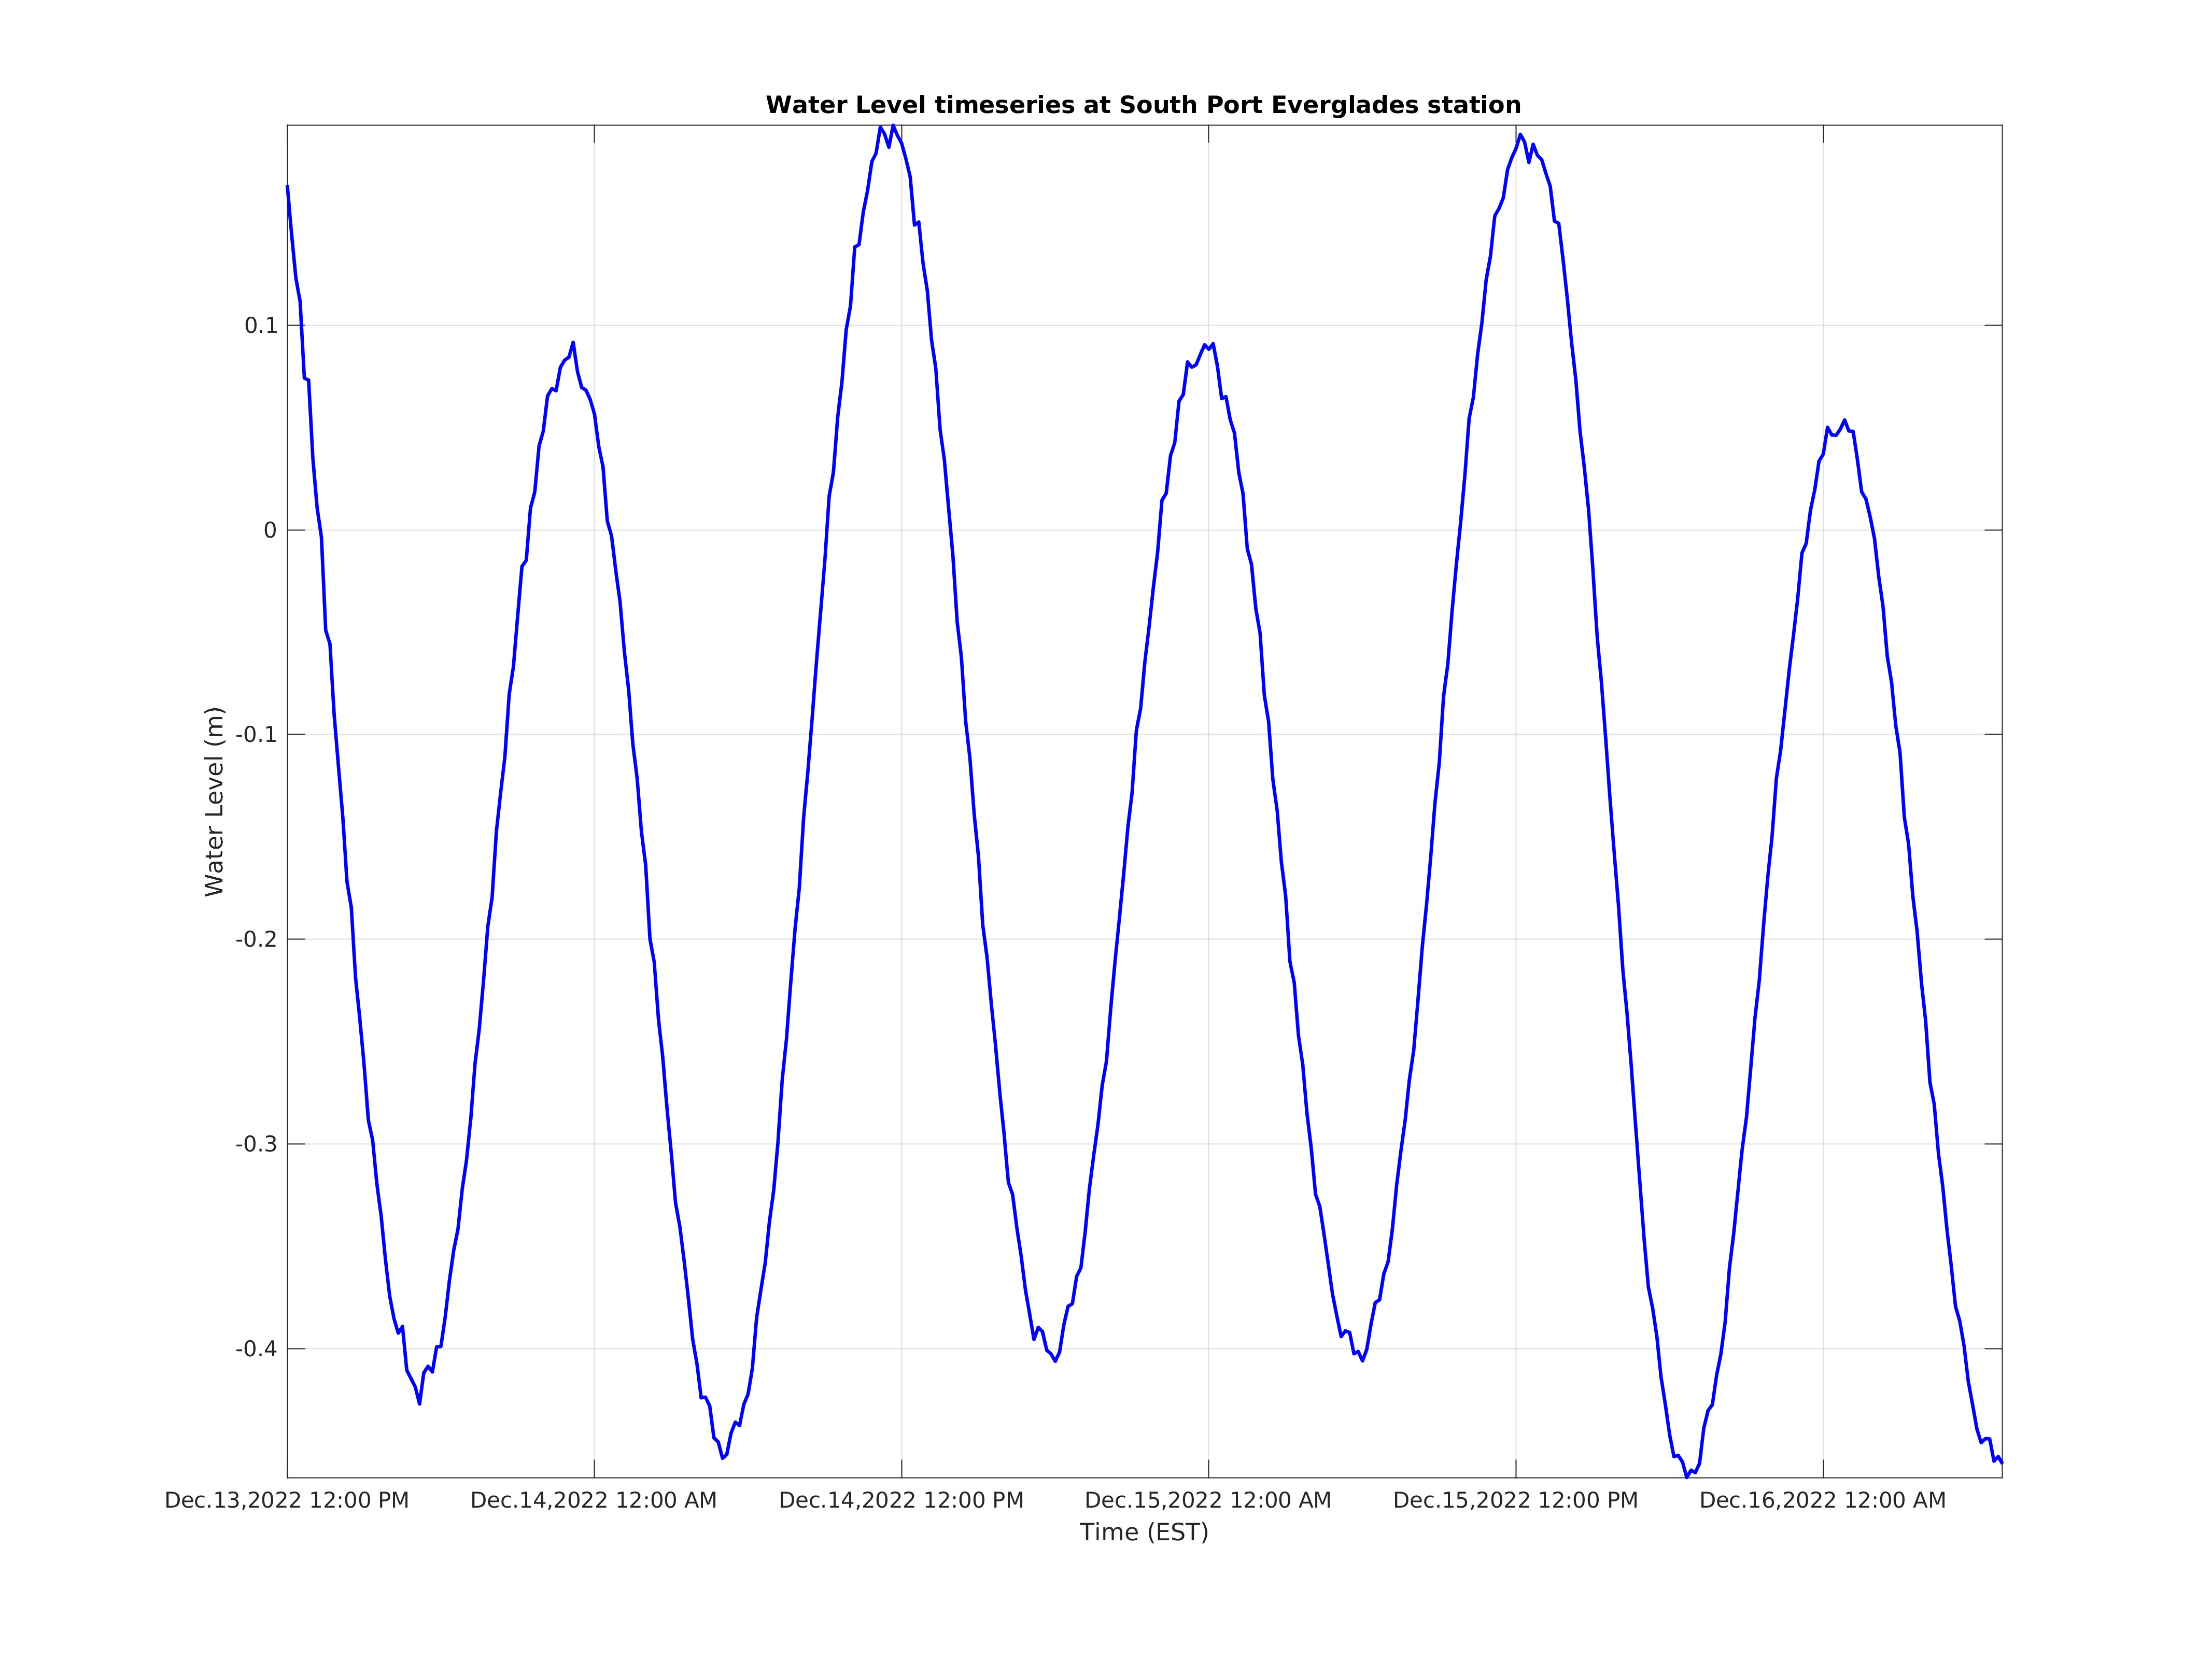 Water Level timeseries at South Port Everglades station
0.1
0
-0.1
-0.2
-0.3
-0.4
Water Level (m)
Dec.13,2022 12:00 PM Dec.14,2022 12:00 AM Dec.14,2022 12:00 PM Dec.15,2022 12:00 AM Dec.15,2022 12:00 PM Dec.16,2022 12:00 AM
Time (EST)